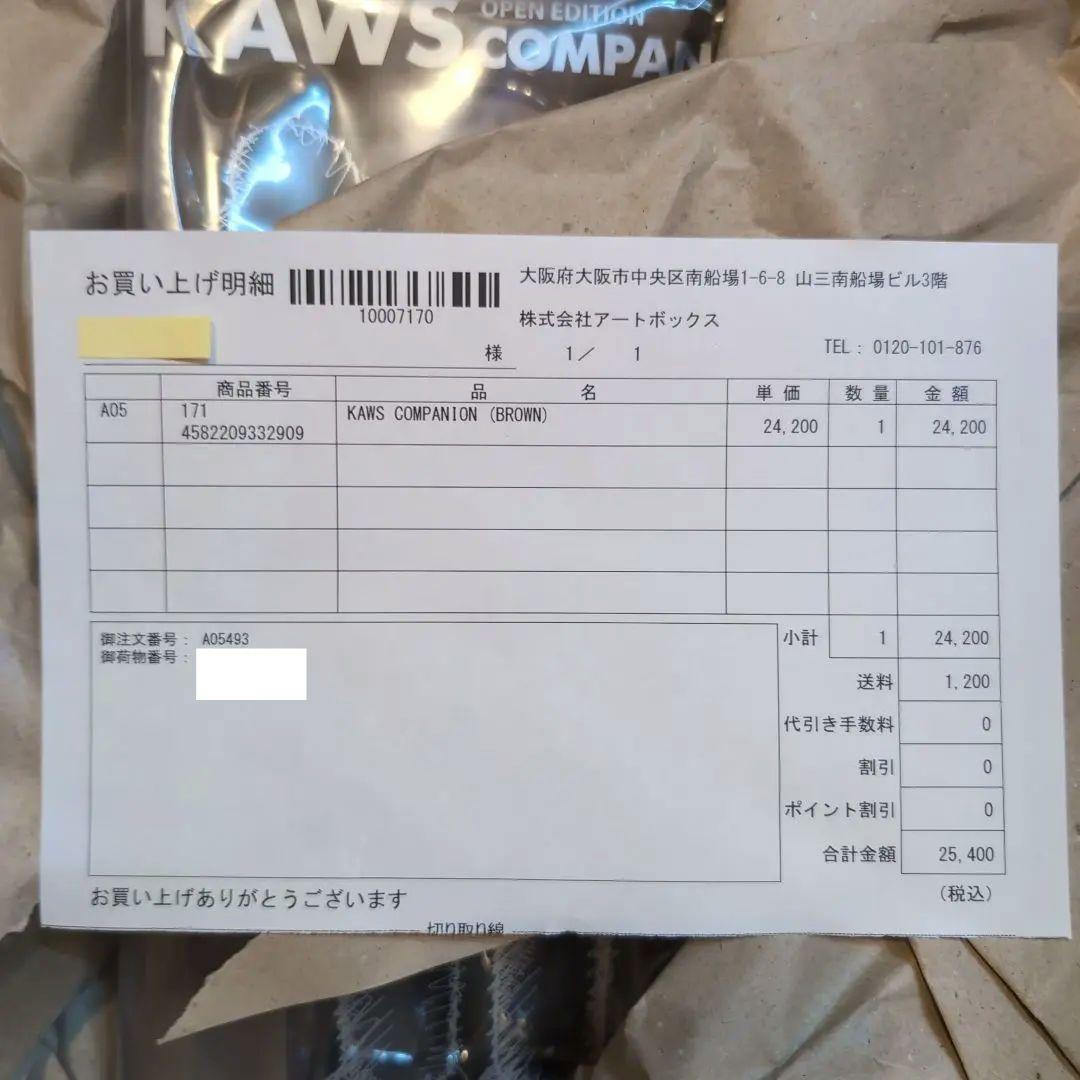 KAWS
OPEN EDITION
COMPAN
お買い上げ明細
10007170
大阪府大阪市中央区南船場1-6-8 山三南船場ビル3階
株式会社アートボックス
様 1／ 1
TEL： 0120-101-876
商品番号 品 名 単 価 数 量 金 額
A05 171 KAWS COMPANION (BROWN) 24,200 1 24,200
4582209332909
御注文番号： A05493
御荷物番号：
小計 1 24,200
送料 1,200
代引き手数料 0
割引 0
ポイント割引 0
合計金額 25,400
(税込)
お買い上げありがとうございます
切り取り線